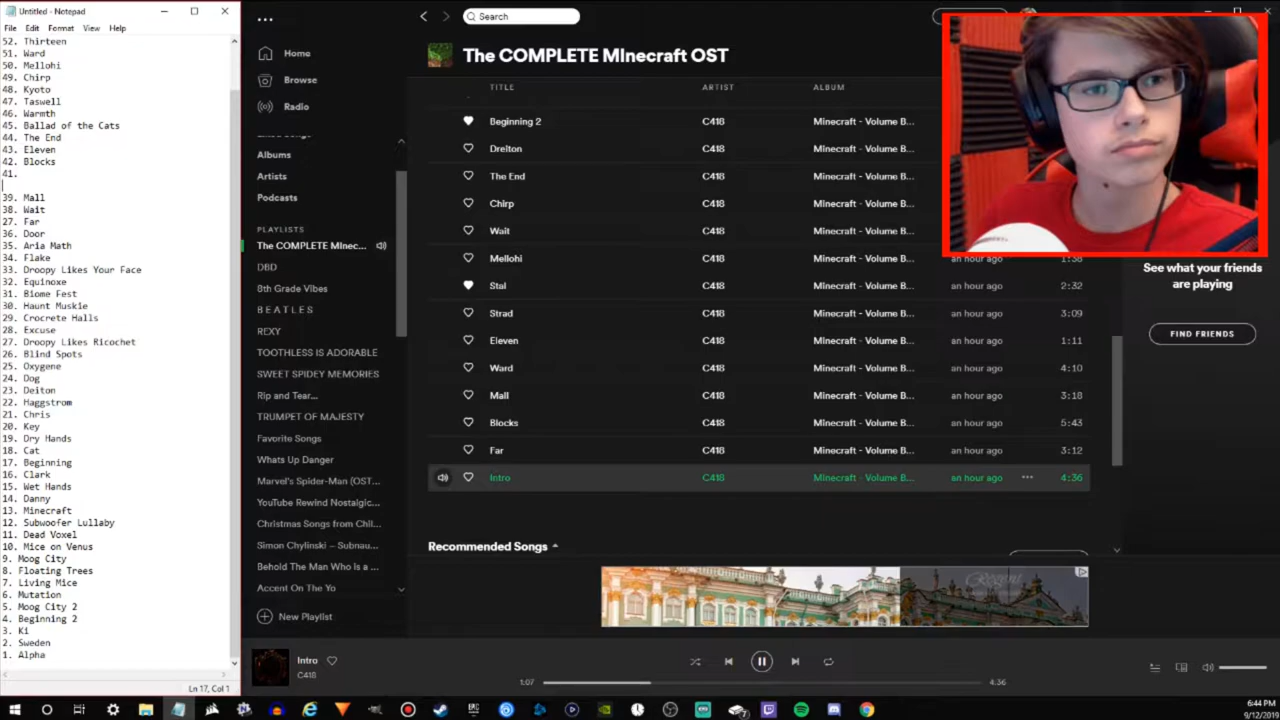 Untitled - Notepad
File Edit Format View Help
52. Thirteen
51. Ward
50. Mellohi
49. Chirp
48. Kyoto
47. Taswell
46. Warmth
45. Ballad of the Cats
44. The End
43. Eleven
42. Blocks
41.
39. Mall
38. Wait
27. Far
36. Door
35. Aria Math
34. Flake
33. Droopy Likes Your Face
32. Equinoxe
31. Biome Fest
30. Haunt Muskie
29. Crocrete Halls
28. Excuse
27. Droopy Likes Ricochet
26. Blind Spots
25. Oxygene
24. Dog
23. Deiton
22. Haggstrom
21. Chris
20. Key
19. Dry Hands
18. Cat
17. Beginning
16. Clark
15. Wet Hands
14. Danny
13. Minecraft
12. Subwoofer Lullaby
11. Dead Voxel
10. Mice on Venus
9. Moog City
8. Floating Trees
7. Living Mice
6. Mutation
5. Moog City 2
4. Beginning 2
3. Ki
2. Sweden
1. Alpha
Ln 17, Col 1
Home
Browse
Radio
Albums
Artists
Podcasts
PLAYLISTS
The COMPLETE MInec...
DBD
8th Grade Vibes
B E A T L E S
REXY
TOOTHLESS IS ADORABLE
SWEET SPIDEY MEMORIES
Rip and Tear...
TRUMPET OF MAJESTY
Favorite Songs
Whats Up Danger
Marvel's Spider-Man (OST...
YouTube Rewind Nostalgic...
Christmas Songs from Chil...
Simon Chylinski – Subnau...
Behold The Man Who Is a ...
Accent On The Yo
New Playlist
Search
The COMPLETE MInecraft OST
TITLE ARTIST ALBUM
Beginning 2 C418 Minecraft - Volume B...
Dreiton C418 Minecraft - Volume B...
The End C418 Minecraft - Volume B...
Chirp C418 Minecraft - Volume B...
Wait C418 Minecraft - Volume B...
Mellohi C418 Minecraft - Volume B... an hour ago 1:38
Stal C418 Minecraft - Volume B... an hour ago 2:32
Strad C418 Minecraft - Volume B... an hour ago 3:09
Eleven C418 Minecraft - Volume B... an hour ago 1:11
Ward C418 Minecraft - Volume B... an hour ago 4:10
Mall C418 Minecraft - Volume B... an hour ago 3:18
Blocks C418 Minecraft - Volume B... an hour ago 5:43
Far C418 Minecraft - Volume B... an hour ago 3:12
Intro C418 Minecraft - Volume B... an hour ago 4:36
Recommended Songs
See what your friends
are playing
FIND FRIENDS
Intro
C418
1:07
4:36
6:44 PM
9/12/2019